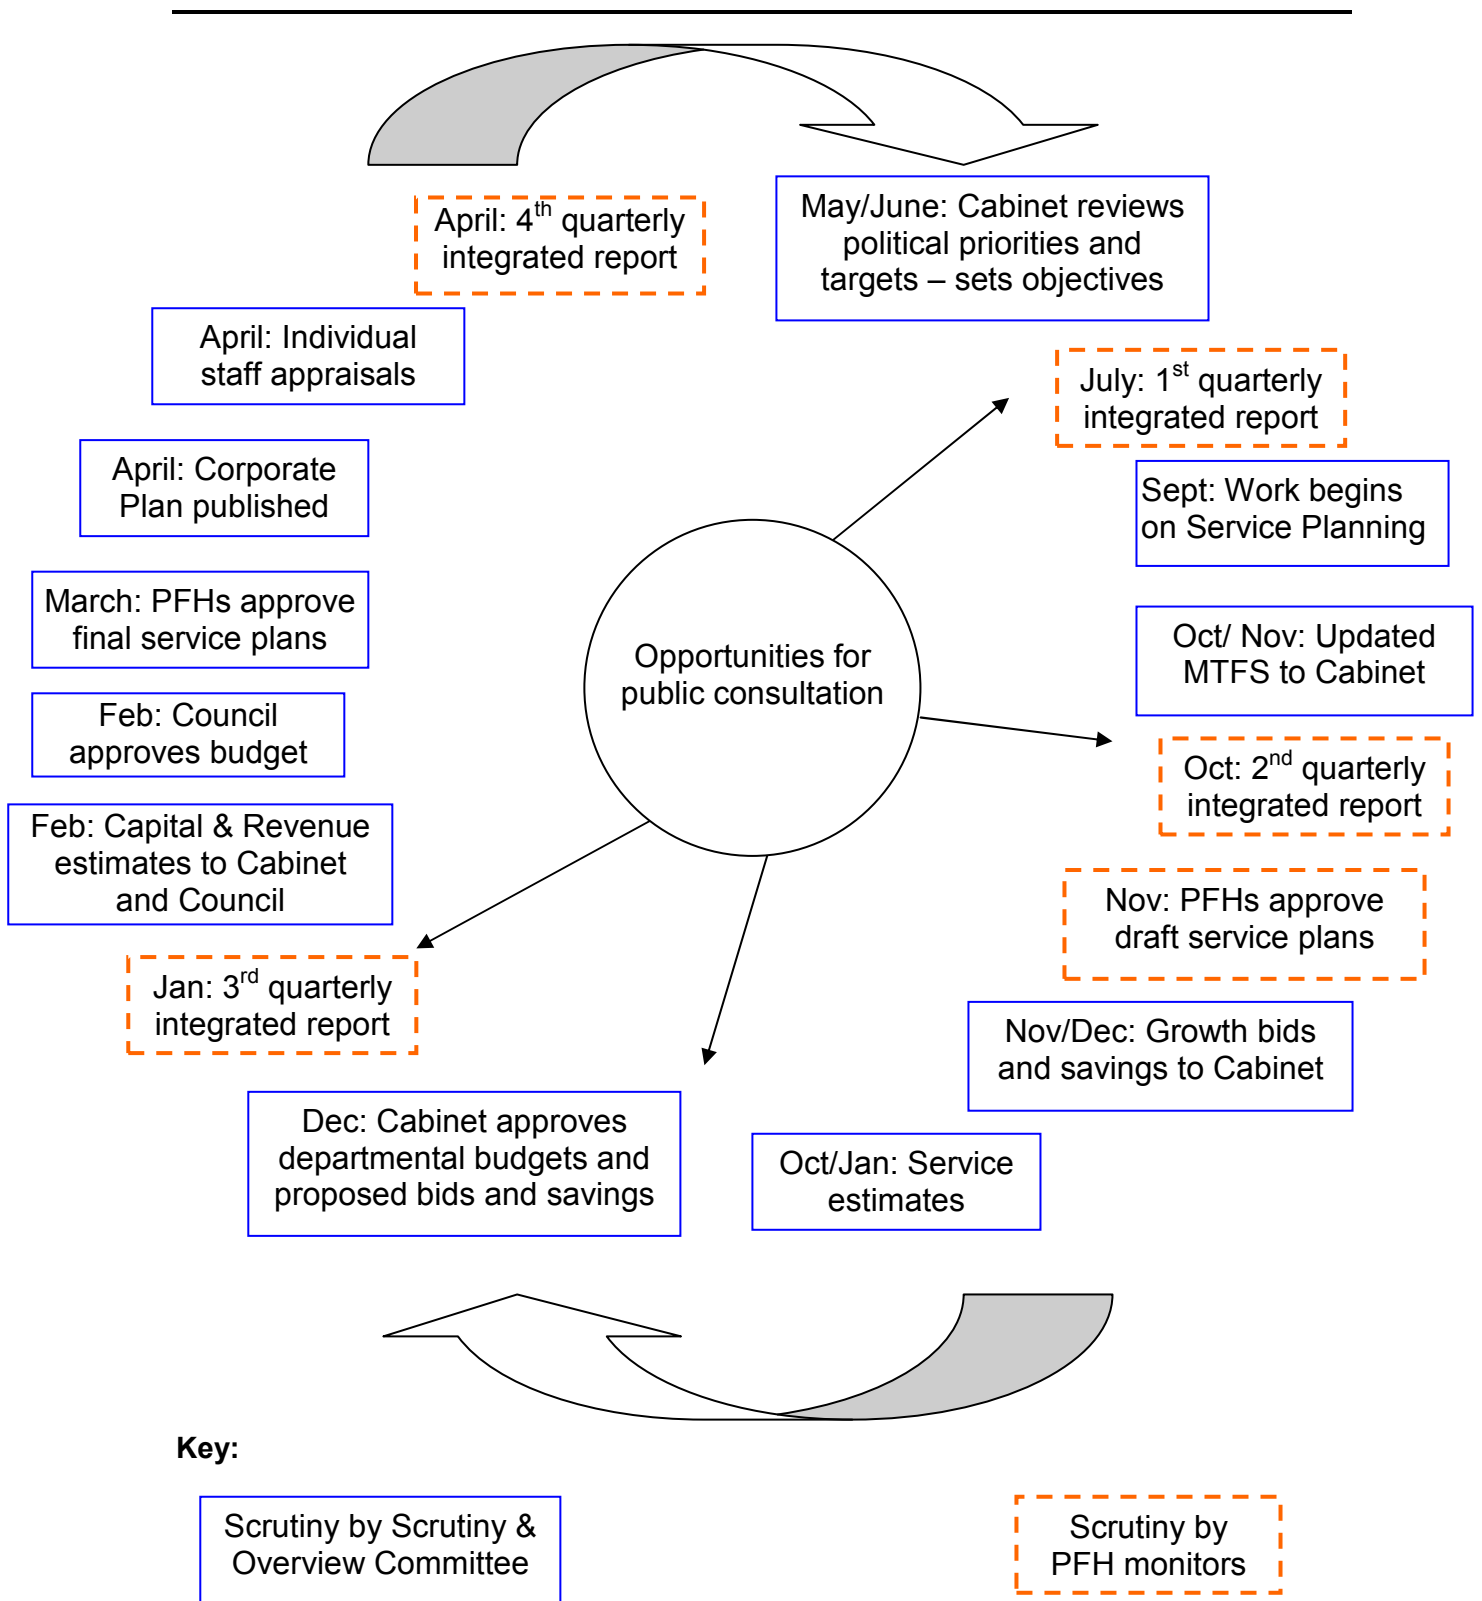 April: 4th quarterly
integrated report
May/June: Cabinet reviews
political priorities and
targets – sets objectives
April: Individual
staff appraisals
July: 1st quarterly
integrated report
April: Corporate
Plan published
Sept: Work begins
on Service Planning
March: PFHs approve
final service plans
Opportunities for
public consultation
Oct/ Nov: Updated
MTFS to Cabinet
Feb: Council
approves budget
Oct: 2nd quarterly
integrated report
Feb: Capital & Revenue
estimates to Cabinet
and Council
Nov: PFHs approve
draft service plans
Jan: 3rd quarterly
integrated report
Nov/Dec: Growth bids
and savings to Cabinet
Dec: Cabinet approves
departmental budgets and
proposed bids and savings
Oct/Jan: Service
estimates
Key:
Scrutiny by Scrutiny &
Overview Committee
Scrutiny by
PFH monitors